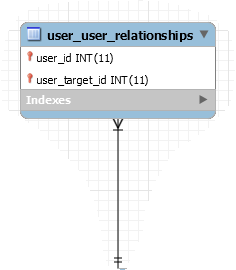 user_user_relationships
user_id INT(11)
user_target_id INT(11)
Indexes